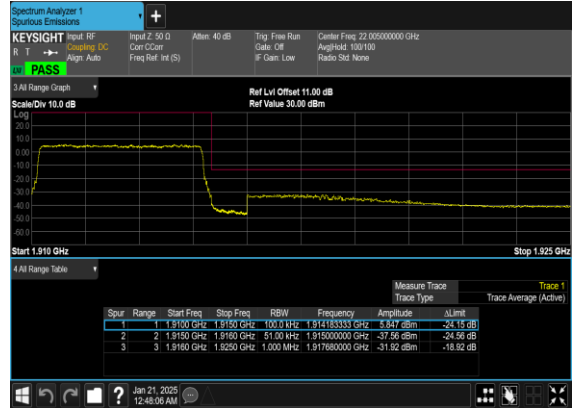 Spectrum Analyzer 1
Spurious Emissions
KEYSIGHT Input: RF Input Z: 50 Ω Atten: 40 dB Trig: Free Run Center Freq: 22.005000000 GHz
R T Coupling: DC Corr CCorr Gate: Off Avg|Hold: 100/100
Align: Auto Freq Ref: Int (S) IF Gain: Low Radio Std: None
PASS
3 All Range Graph
Ref Lvl Offset 11.00 dB
Scale/Div 10.0 dB Ref Value 30.00 dBm
Log
20.0
10.0
0.00
-10.0
-20.0
-30.0
-40.0
-50.0
-60.0
Start 1.910 GHz Stop 1.925 GHz
4 All Range Table
Measure Trace Trace 1
Trace Type Trace Average (Active)
Spur Range Start Freq Stop Freq RBW Frequency Amplitude ΔLimit
1 1 1.9100 GHz 1.9150 GHz 100.0 kHz 1.914183333 GHz 5.847 dBm -24.15 dB
2 2 1.9150 GHz 1.9160 GHz 51.00 kHz 1.915000000 GHz -37.56 dBm -24.56 dB
3 3 1.9160 GHz 1.9250 GHz 1.000 MHz 1.917680000 GHz -31.92 dBm -18.92 dB
? Jan 21, 2025
12:48:06 AM